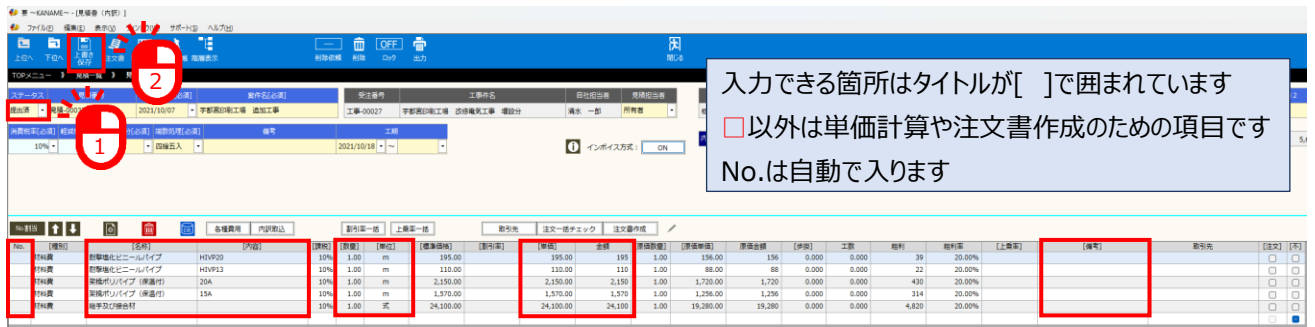 要 ～KANAME～ - [見積書（内訳）]
ファイル(F) 編集(E) 表示(V) サポート(S) ヘルプ(H)
上位へ 下位へ 上書き保存 注文書 階層表示 削除依頼 削除 OFF ロック 出力 閉じる
2
TOPメニュー 》 見積一覧 》
入力できる箇所はタイトルが[ ]で囲まれています
□以外は単価計算や注文書作成のための項目です
No.は自動で入ります
ステータス 案件名[必須] 受注番号 工事件名 自社担当者 見積担当者
提出済 2021/10/07 宇都宮印刷工場 追加工事 工事-00027 宇都宮印刷工場 改修電気工事 増設分 清水 一郎 所有者
消費税率[必須] 端数処理[必須] 備考 工期
10% 四捨五入 2021/10/18 ～ インボイス方式： ON
1
No.割当 各種費用 内訳取込 割引率一括 上乗率一括 取引先 注文一括チェック 注文書作成
No. [種別] [名称] [内容] [課税] [数量] [単位] [標準価格] [割引率] [単価] 金額 [原価数量] [原価単価] 原価金額 [歩掛] 工数 粗利 粗利率 [上乗率] [備考] 取引先 [注文] [不]
材料費 耐撃塩化ビニールパイプ HIVP20 10% 1.00 m 195.00 195.00 195 1.00 156.00 156 0.000 0.000 39 20.00%
材料費 耐撃塩化ビニールパイプ HIVP13 10% 1.00 m 110.00 110.00 110 1.00 88.00 88 0.000 0.000 22 20.00%
材料費 架橋ポリパイプ（保温付） 20A 10% 1.00 m 2,150.00 2,150.00 2,150 1.00 1,720.00 1,720 0.000 0.000 430 20.00%
材料費 架橋ポリパイプ（保温付） 15A 10% 1.00 m 1,570.00 1,570.00 1,570 1.00 1,256.00 1,256 0.000 0.000 314 20.00%
材料費 継手及び接合材 10% 1.00 式 24,100.00 24,100.00 24,100 1.00 19,280.00 19,280 0.000 0.000 4,820 20.00%